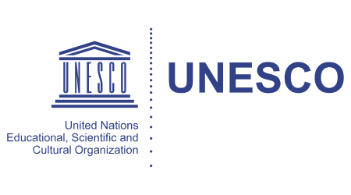 UNESCO
United Nations
Educational, Scientific and
Cultural Organization
UNESCO